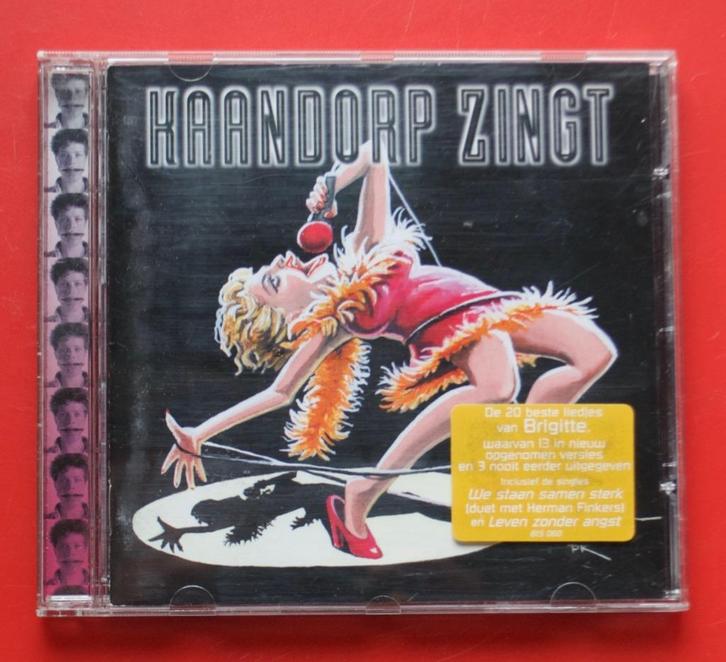 KAANDORP ZINGT
De 20 beste liedjes
van Brigitte,
waarvan 13 in nieuw
opgenomen versies
en 3 nooit eerder uitgegeven
Inclusief de singles
We staan samen sterk
(duet met Herman Finkers)
en Leven zonder angst
PK